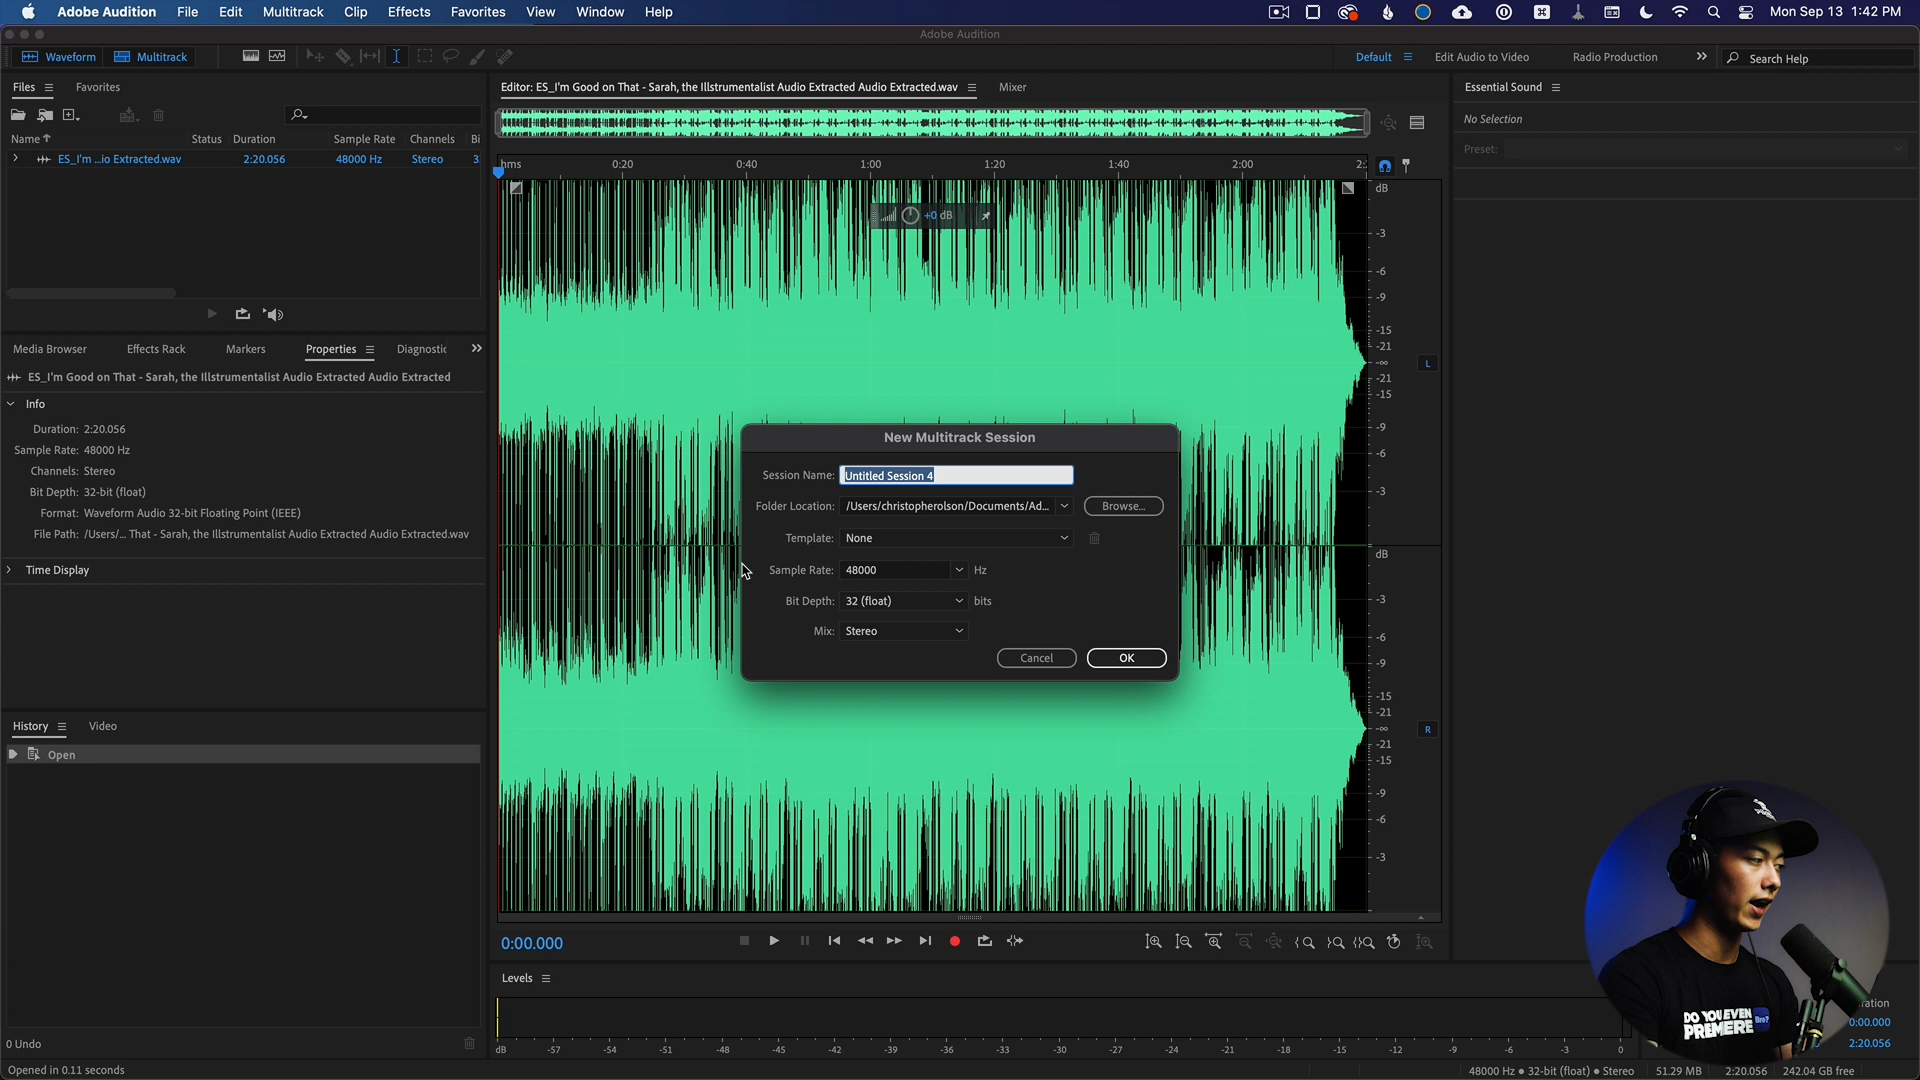 Adobe Audition File Edit Multitrack Clip Effects Favorites View Window Help Mon Sep 13 1:42 PM
Adobe Audition
Waveform Multitrack Default Edit Audio to Video Radio Production Search Help
Files Favorites
Name Status Duration Sample Rate Channels Bi
ES_I'm ...io Extracted.wav 2:20.056 48000 Hz Stereo 3
Media Browser Effects Rack Markers Properties Diagnostic
ES_I'm Good on That - Sarah, the Illstrumentalist Audio Extracted Audio Extracted
Info
Duration: 2:20.056
Sample Rate: 48000 Hz
Channels: Stereo
Bit Depth: 32-bit (float)
Format: Waveform Audio 32-bit Floating Point (IEEE)
File Path: /Users/... That - Sarah, the Illstrumentalist Audio Extracted Audio Extracted.wav
Time Display
History Video
Open
0 Undo
Opened in 0.11 seconds
Editor: ES_I'm Good on That - Sarah, the Illstrumentalist Audio Extracted Audio Extracted.wav Mixer
hms 0:20 0:40 1:00 1:20 1:40 2:00 2:
+0 dB
dB
-3
-6
-9
-15
-21
-∞
-21
-15
-9
-6
-3
L
dB
-3
-6
-9
-15
-21
-∞
-21
-15
-9
-6
-3
R
New Multitrack Session
Session Name: Untitled Session 4
Folder Location: /Users/christopherolson/Documents/Ad... Browse...
Template: None
Sample Rate: 48000 Hz
Bit Depth: 32 (float) bits
Mix: Stereo
Cancel OK
0:00.000
Levels
dB -57 -54 -51 -48 -45 -42 -39 -36 -33 -30 -27 -24 -21 -18 -15 -12 -9 -6 -3 0
Essential Sound
No Selection
Preset:
DO YOU EVEN
PREMIERE Bro?
ration
0:00.000
2:20.056
48000 Hz ● 32-bit (float) ● Stereo 51.29 MB 2:20.056 242.04 GB free